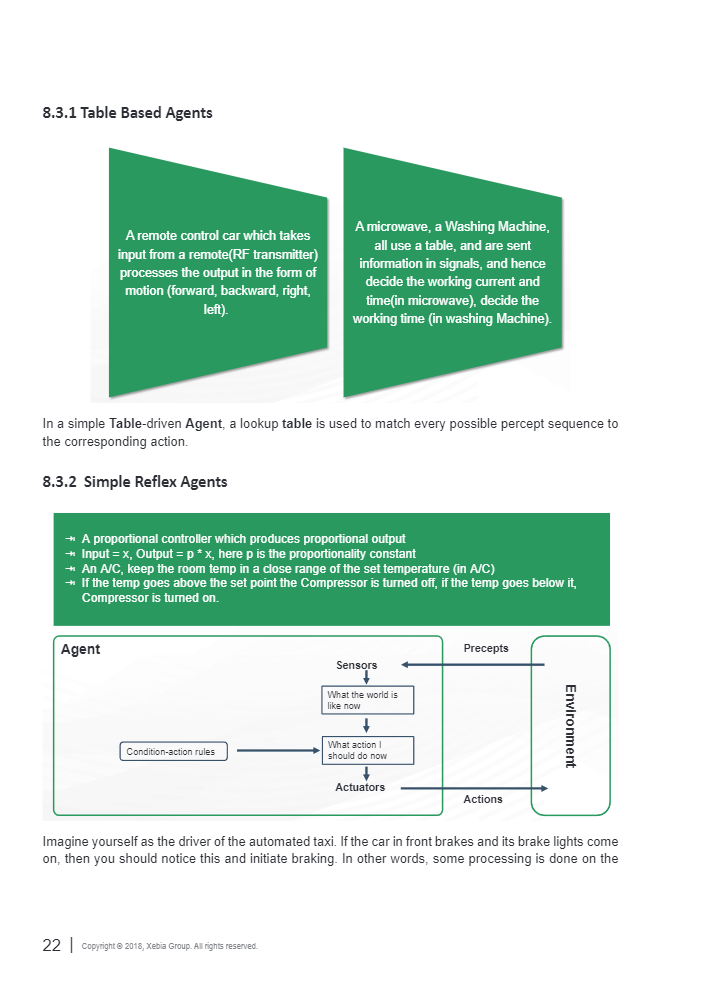 8.3.1 Table Based Agents
A remote control car which takes
input from a remote(RF transmitter)
processes the output in the form of
motion (forward, backward, right,
left).
A microwave, a Washing Machine,
all use a table, and are sent
information in signals, and hence
decide the working current and
time(in microwave), decide the
working time (in washing Machine).
In a simple Table-driven Agent, a lookup table is used to match every possible percept sequence to
the corresponding action.
8.3.2 Simple Reflex Agents
A proportional controller which produces proportional output
Input = x, Output = p * x, here p is the proportionality constant
An A/C, keep the room temp in a close range of the set temperature (in A/C)
If the temp goes above the set point the Compressor is turned off, if the temp goes below it,
Compressor is turned on.
Agent
Precepts
Sensors
What the world is
like now
Environment
Condition-action rules
What action I
should do now
Actuators
Actions
Imagine yourself as the driver of the automated taxi. If the car in front brakes and its brake lights come
on, then you should notice this and initiate braking. In other words, some processing is done on the
22 | Copyright © 2018, Xebia Group. All rights reserved.